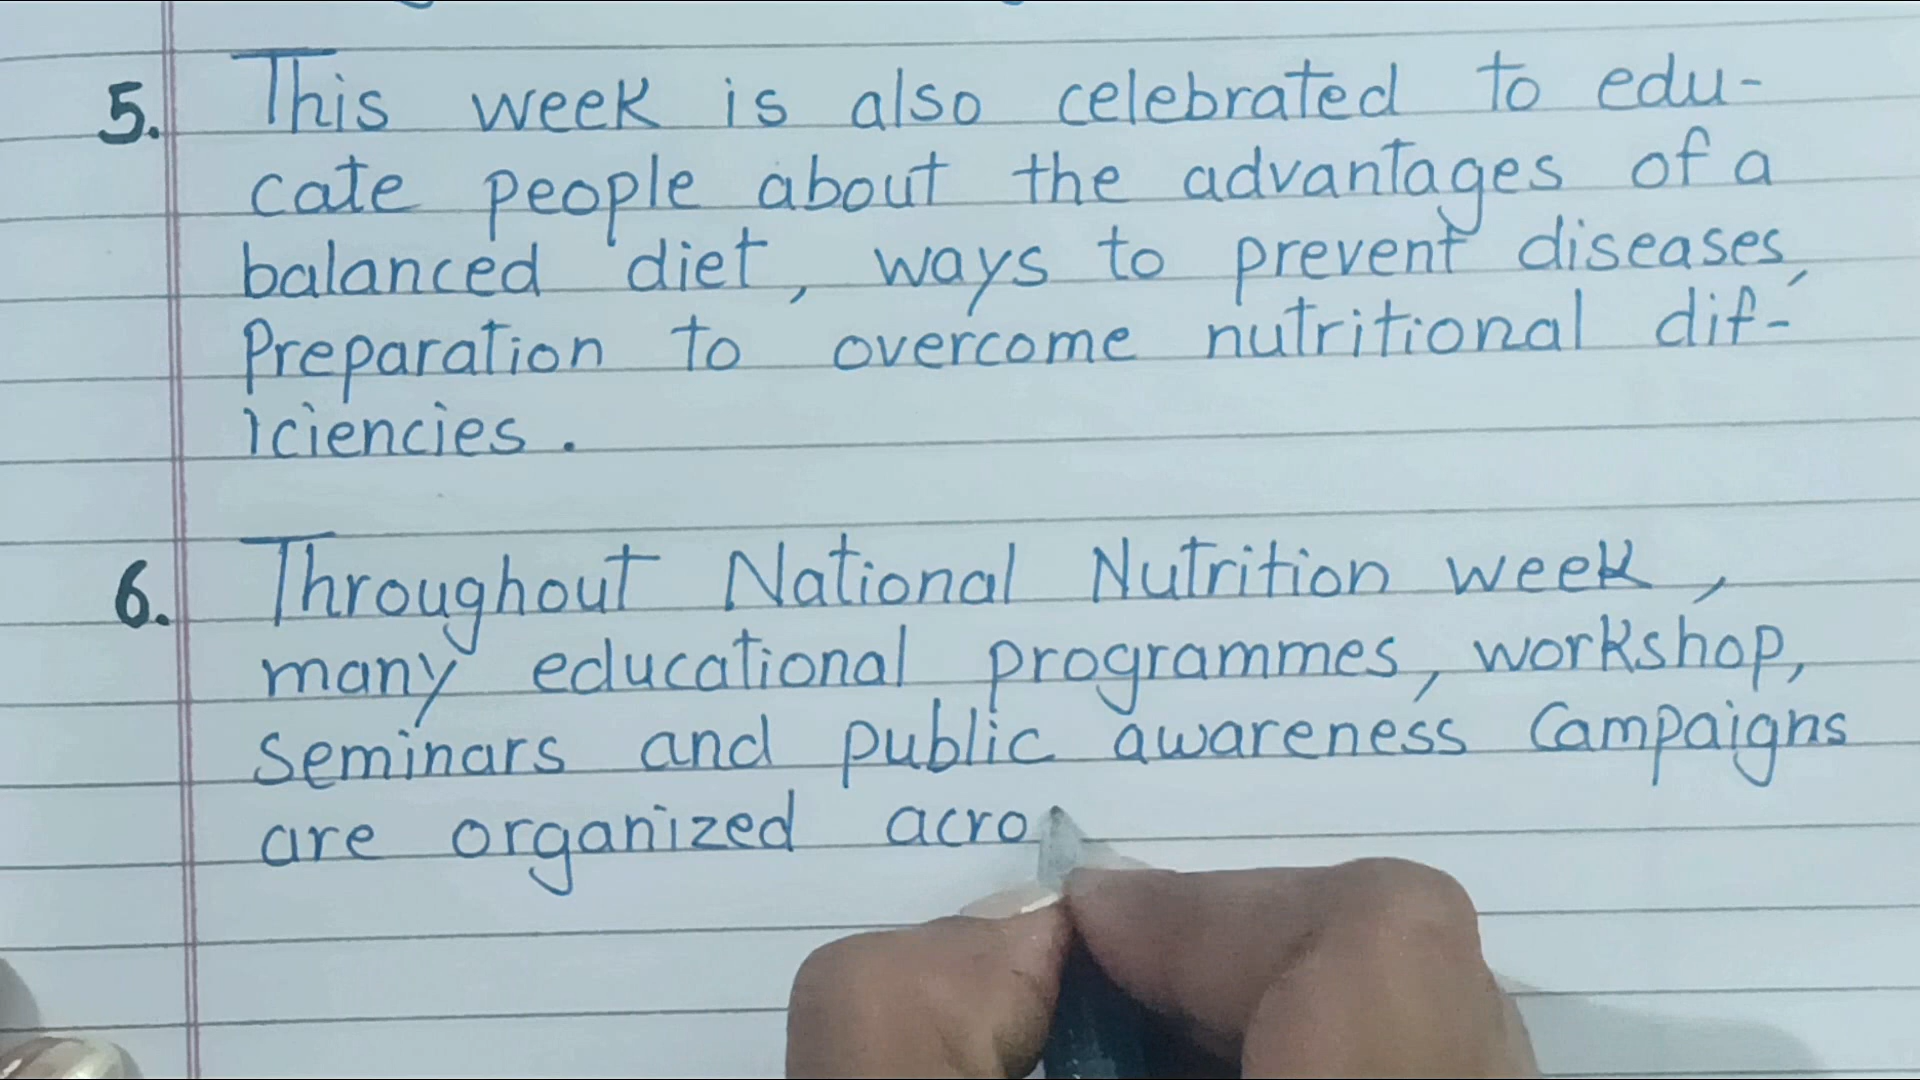 5. This week is also celebrated to edu-
cate people about the advantages of a
balanced diet, ways to prevent diseases,
Preparation to overcome nutritional dif-
iciencies.
6. Throughout National Nutrition week,
many educational programmes, workshop,
Seminars and public awareness Campaigns
are organized acro